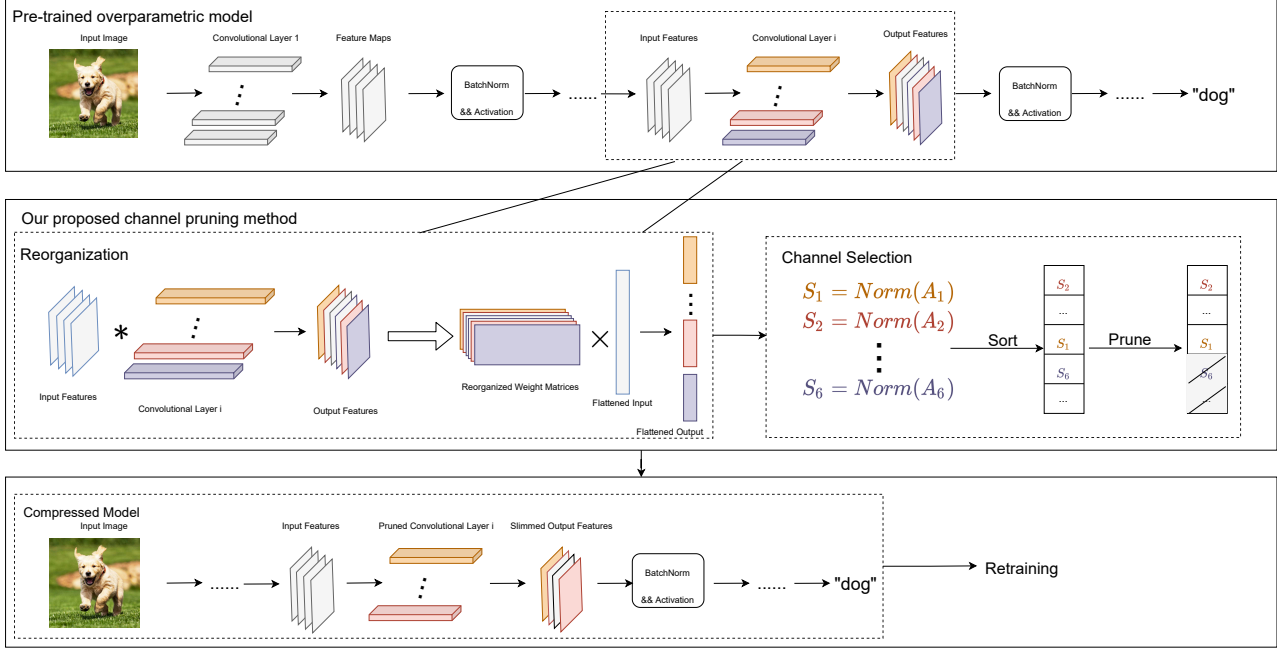 Pre-trained overparametric model
Input Image
Convolutional Layer 1
Feature Maps
BatchNorm
&& Activation
......
Input Features
Convolutional Layer i
Output Features
BatchNorm
&& Activation
......
"dog"
Our proposed channel pruning method
Reorganization
Input Features
*
Convolutional Layer i
Output Features
Reorganized Weight Matrices
×
Flattened Input
Flattened Output
Channel Selection
S₁ = Norm(A₁)
S₂ = Norm(A₂)
S₆ = Norm(A₆)
Sort
S₂
...
S₁
S₆
...
Prune
S₂
...
S₁
S₆
...
Compressed Model
Input Image
......
Input Features
Pruned Convolutional Layer i
Slimmed Output Features
BatchNorm
&& Activation
......
"dog"
Retraining